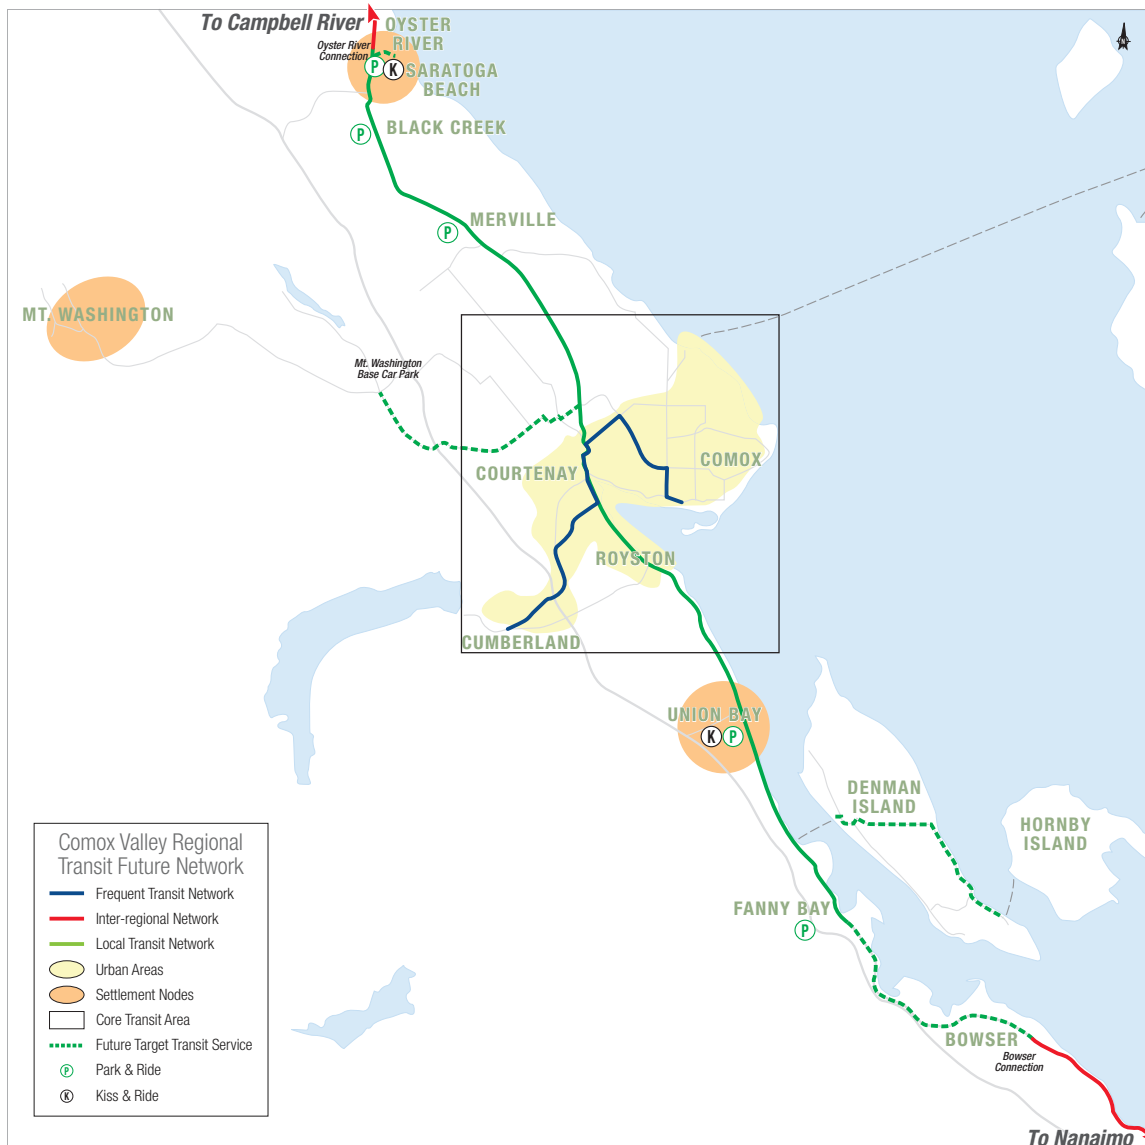 To Campbell River
OYSTER
RIVER
Oyster River
Connection
P
K
SARATOGA
BEACH
N
P
BLACK CREEK
MERVILLE
P
MT. WASHINGTON
Mt. Washington
Base Car Park
COURTENAY
COMOX
ROYSTON
CUMBERLAND
UNION BAY
K
P
DENMAN
ISLAND
HORNBY
ISLAND
FANNY BAY
P
BOWSER
Bowser
Connection
To Nanaimo
Comox Valley Regional
Transit Future Network
Frequent Transit Network
Inter-regional Network
Local Transit Network
Urban Areas
Settlement Nodes
Core Transit Area
Future Target Transit Service
P Park & Ride
K Kiss & Ride